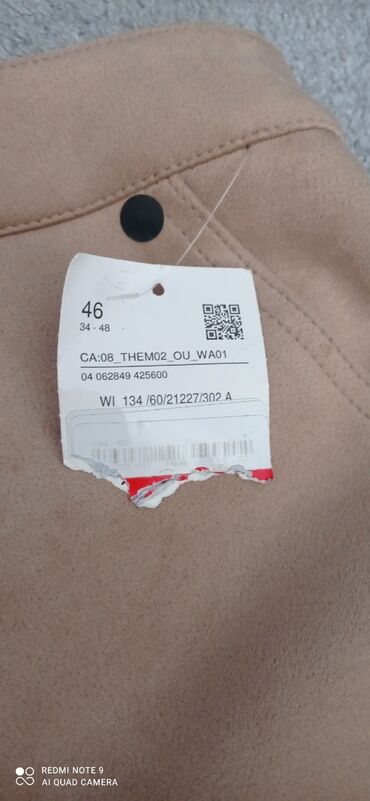 46
34 - 48
CA:08_THEM02_OU_WA01
04 062849 425600
WI 134 /60/21227/302 A
REDMI NOTE 9
AI QUAD CAMERA